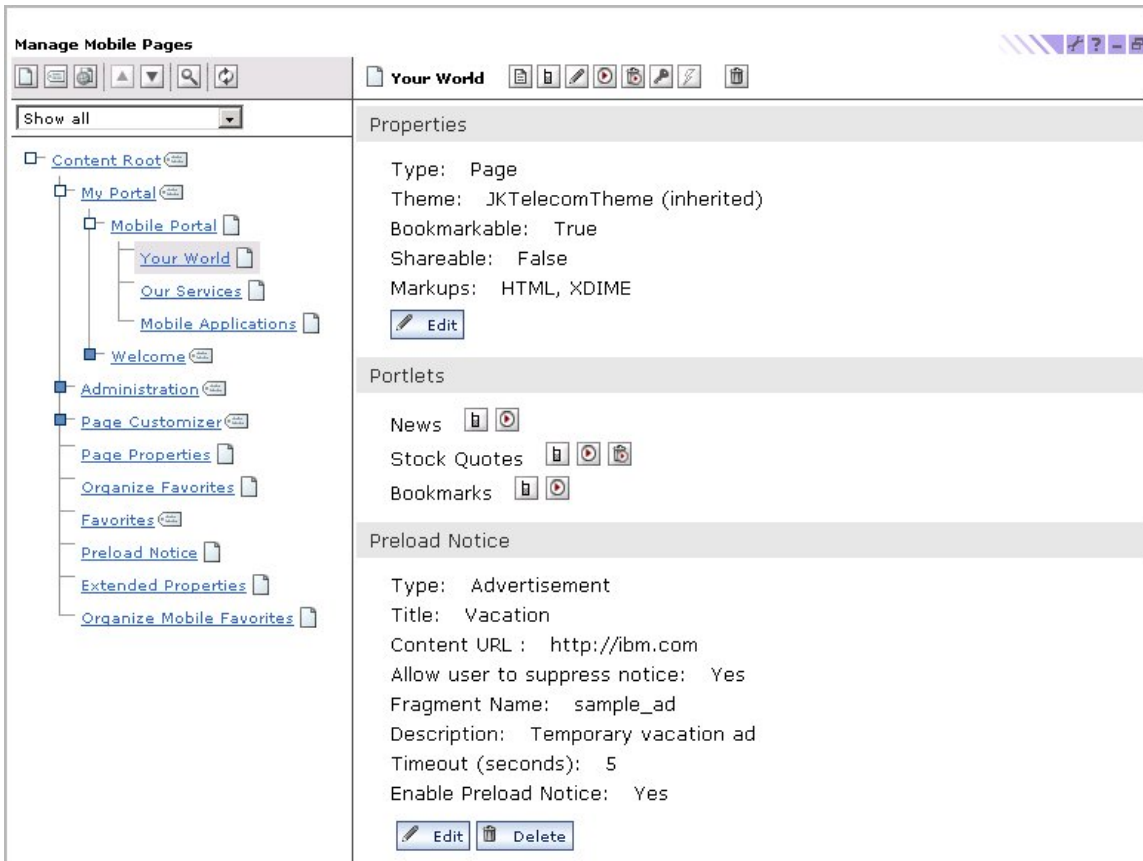 Manage Mobile Pages
?
Show all
Content Root
My Portal
Mobile Portal
Your World
Our Services
Mobile Applications
Welcome
Administration
Page Customizer
Page Properties
Organize Favorites
Favorites
Preload Notice
Extended Properties
Organize Mobile Favorites
Your World
Properties
Type: Page
Theme: JKTelecomTheme (inherited)
Bookmarkable: True
Shareable: False
Markups: HTML, XDIME
Edit
Portlets
News
Stock Quotes
Bookmarks
Preload Notice
Type: Advertisement
Title: Vacation
Content URL : http://ibm.com
Allow user to suppress notice: Yes
Fragment Name: sample_ad
Description: Temporary vacation ad
Timeout (seconds): 5
Enable Preload Notice: Yes
Edit Delete